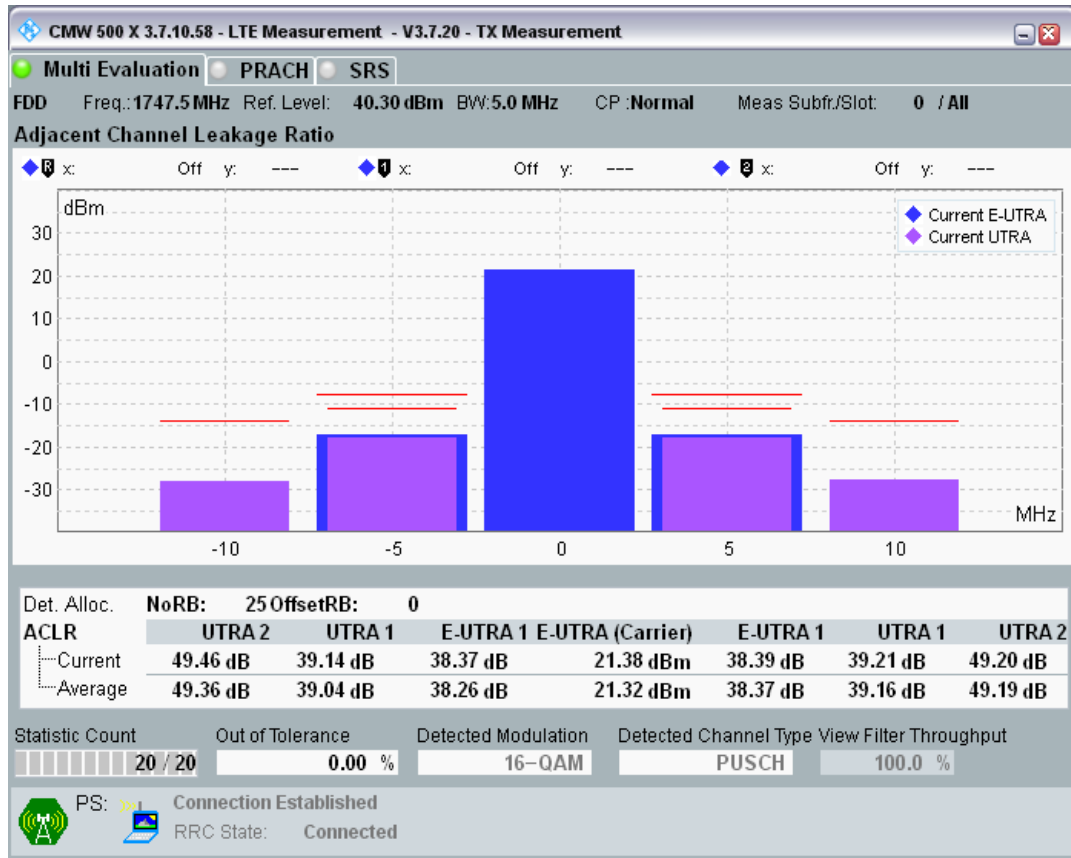 CMW 500 X 3.7.10.58 - LTE Measurement - V3.7.20 - TX Measurement
Multi Evaluation PRACH SRS
FDD Freq.:1747.5 MHz Ref. Level: 40.30 dBm BW:5.0 MHz CP :Normal Meas Subfr./Slot: 0 / All
Adjacent Channel Leakage Ratio
R x: Off y: --- 1 x: Off y: --- 2 x: Off y: ---
dBm
Current E-UTRA
Current UTRA
30
20
10
0
-10
-20
-30
MHz
-10 -5 0 5 10
Det. Alloc. NoRB: 25 OffsetRB: 0
ACLR UTRA 2 UTRA 1 E-UTRA 1 E-UTRA (Carrier) E-UTRA 1 UTRA 1 UTRA 2
Current 49.46 dB 39.14 dB 38.37 dB 21.38 dBm 38.39 dB 39.21 dB 49.20 dB
Average 49.36 dB 39.04 dB 38.26 dB 21.32 dBm 38.37 dB 39.16 dB 49.19 dB
Statistic Count Out of Tolerance Detected Modulation Detected Channel Type View Filter Throughput
20 / 20 0.00 % 16-QAM PUSCH 100.0 %
PS: Connection Established
RRC State: Connected